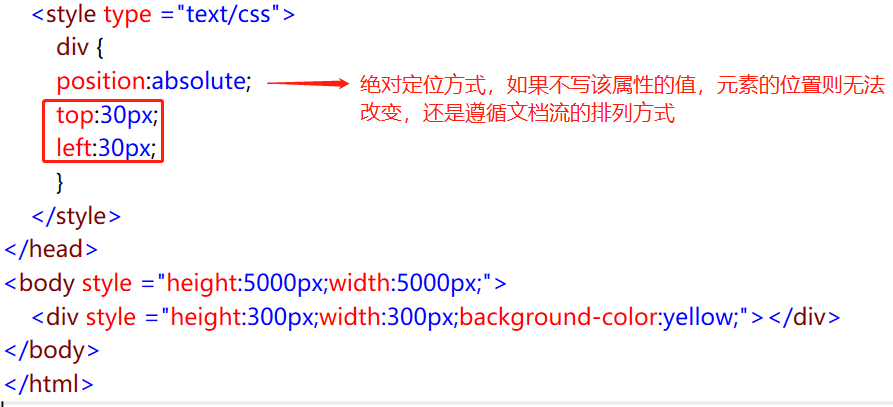 <style type ="text/css">
div {
position:absolute;
绝对定位方式，如果不写该属性的值，元素的位置则无法
改变，还是遵循文档流的排列方式
top:30px;
left:30px;
}
</style>
</head>
<body style ="height:5000px;width:5000px;">
<div style ="height:300px;width:300px;background-color:yellow;"></div>
</body>
</html>